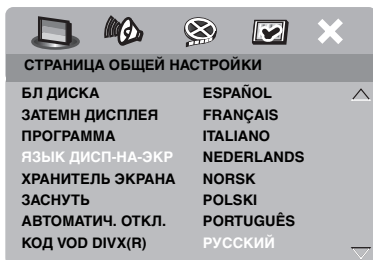 СТРАНИЦА ОБЩЕЙ НАСТРОЙКИ
БЛ ДИСКА ESPAÑOL
ЗАТЕМН ДИСПЛЕЯ FRANÇAIS
ПРОГРАММА ITALIANO
ЯЗЫК ДИСП-НА-ЭКР NEDERLANDS
ХРАНИТЕЛЬ ЭКРАНА NORSK
ЗАСНУТЬ POLSKI
АВТОМАТИЧ. ОТКЛ. PORTUGUÊS
КОД VOD DIVX(R) РУССКИЙ